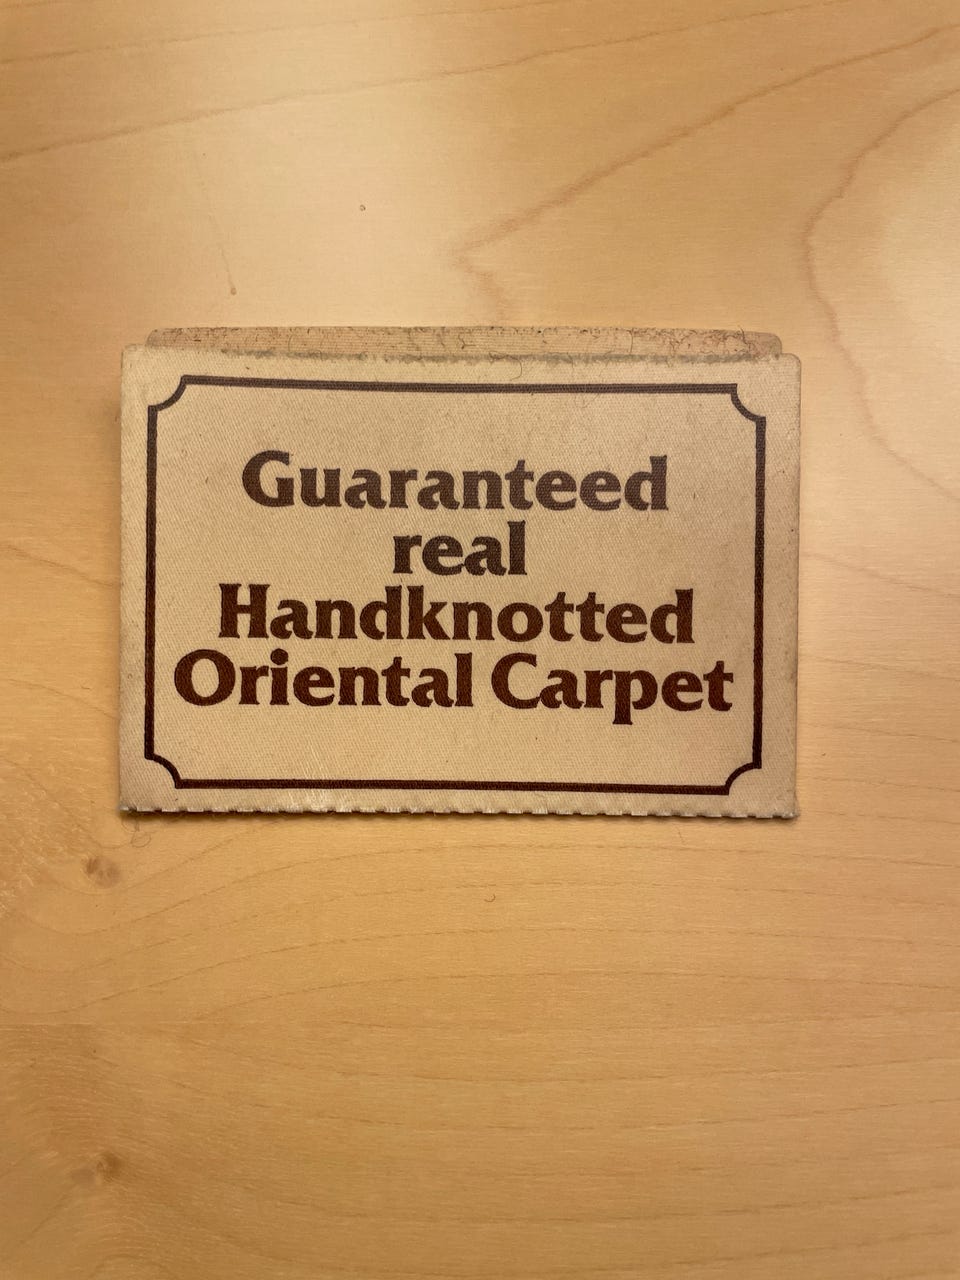 Guaranteed
real
Handknotted
Oriental Carpet